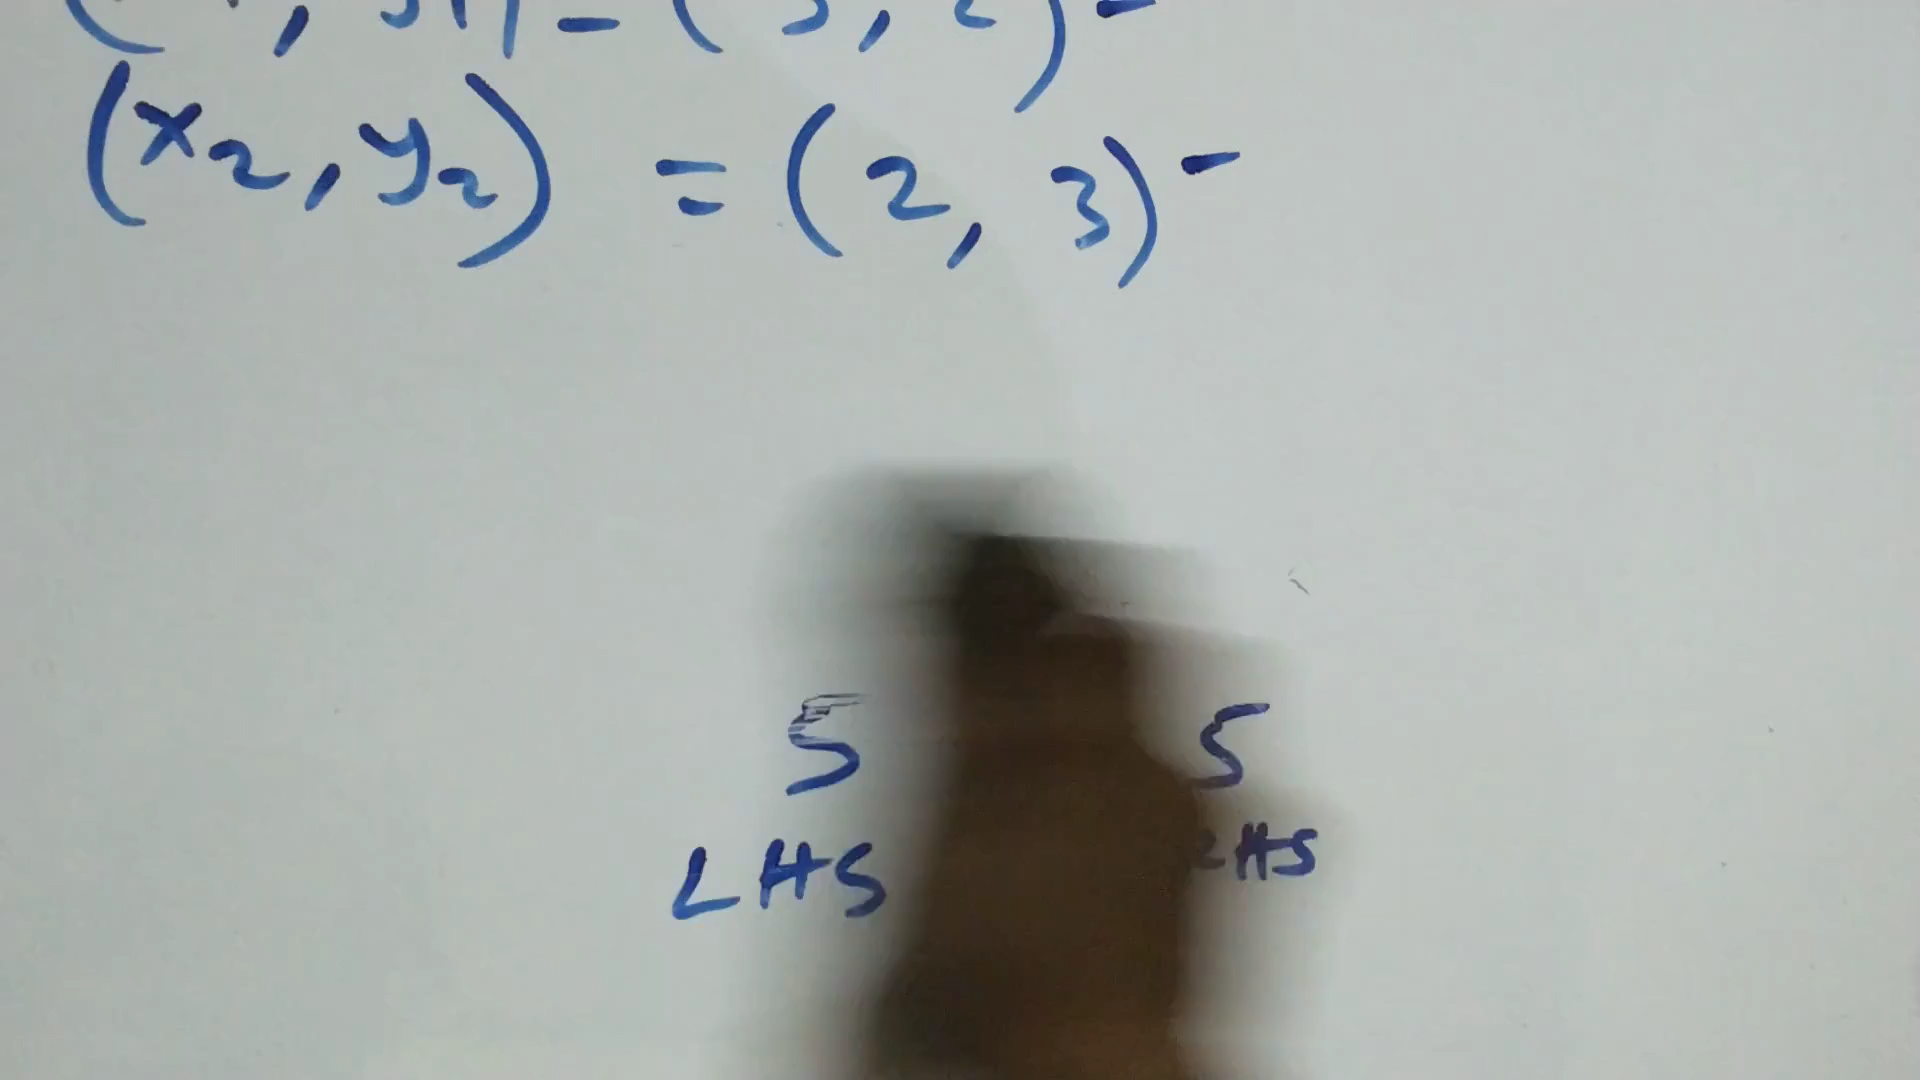 (x₂, y₂) = (2, 3) -
5 5
LHS RHS